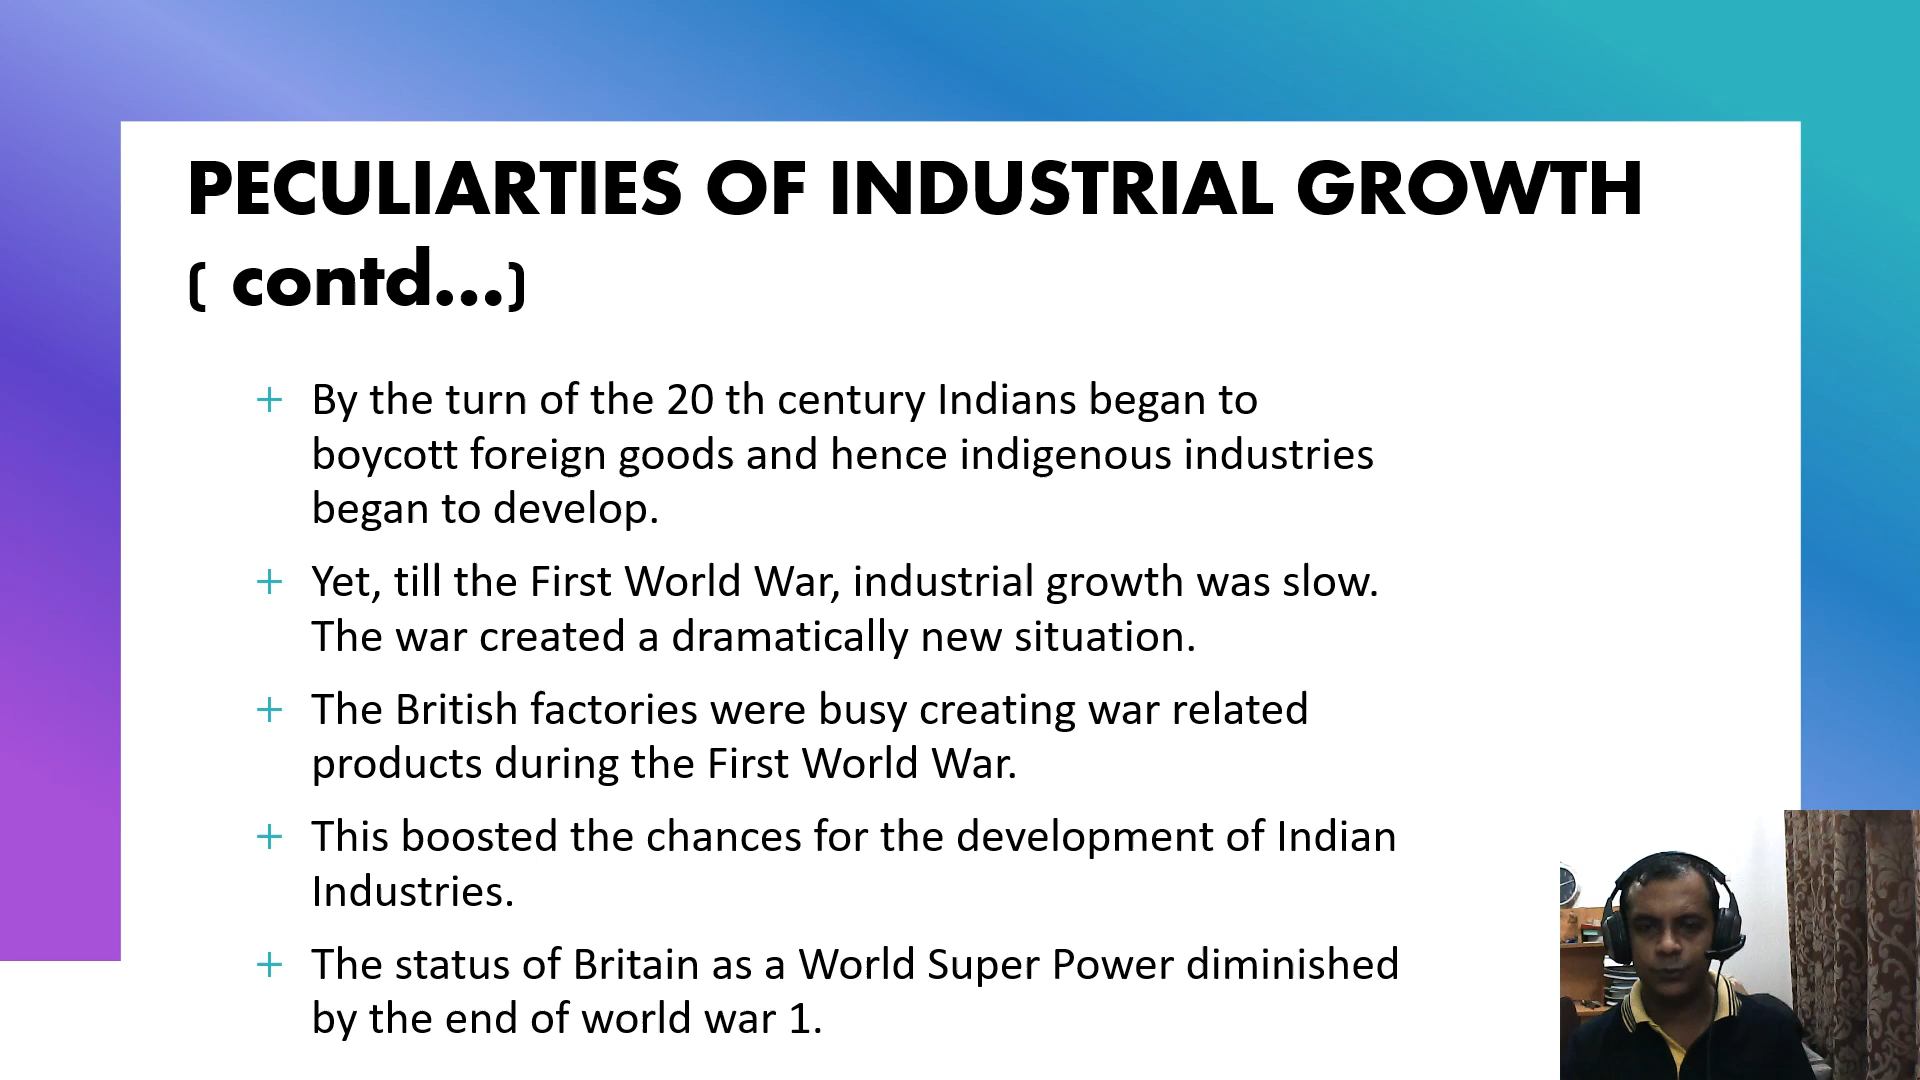 PECULIARTIES OF INDUSTRIAL GROWTH
( contd...)
+ By the turn of the 20 th century Indians began to
boycott foreign goods and hence indigenous industries
began to develop.
+ Yet, till the First World War, industrial growth was slow.
The war created a dramatically new situation.
+ The British factories were busy creating war related
products during the First World War.
+ This boosted the chances for the development of Indian
Industries.
+ The status of Britain as a World Super Power diminished
by the end of world war 1.